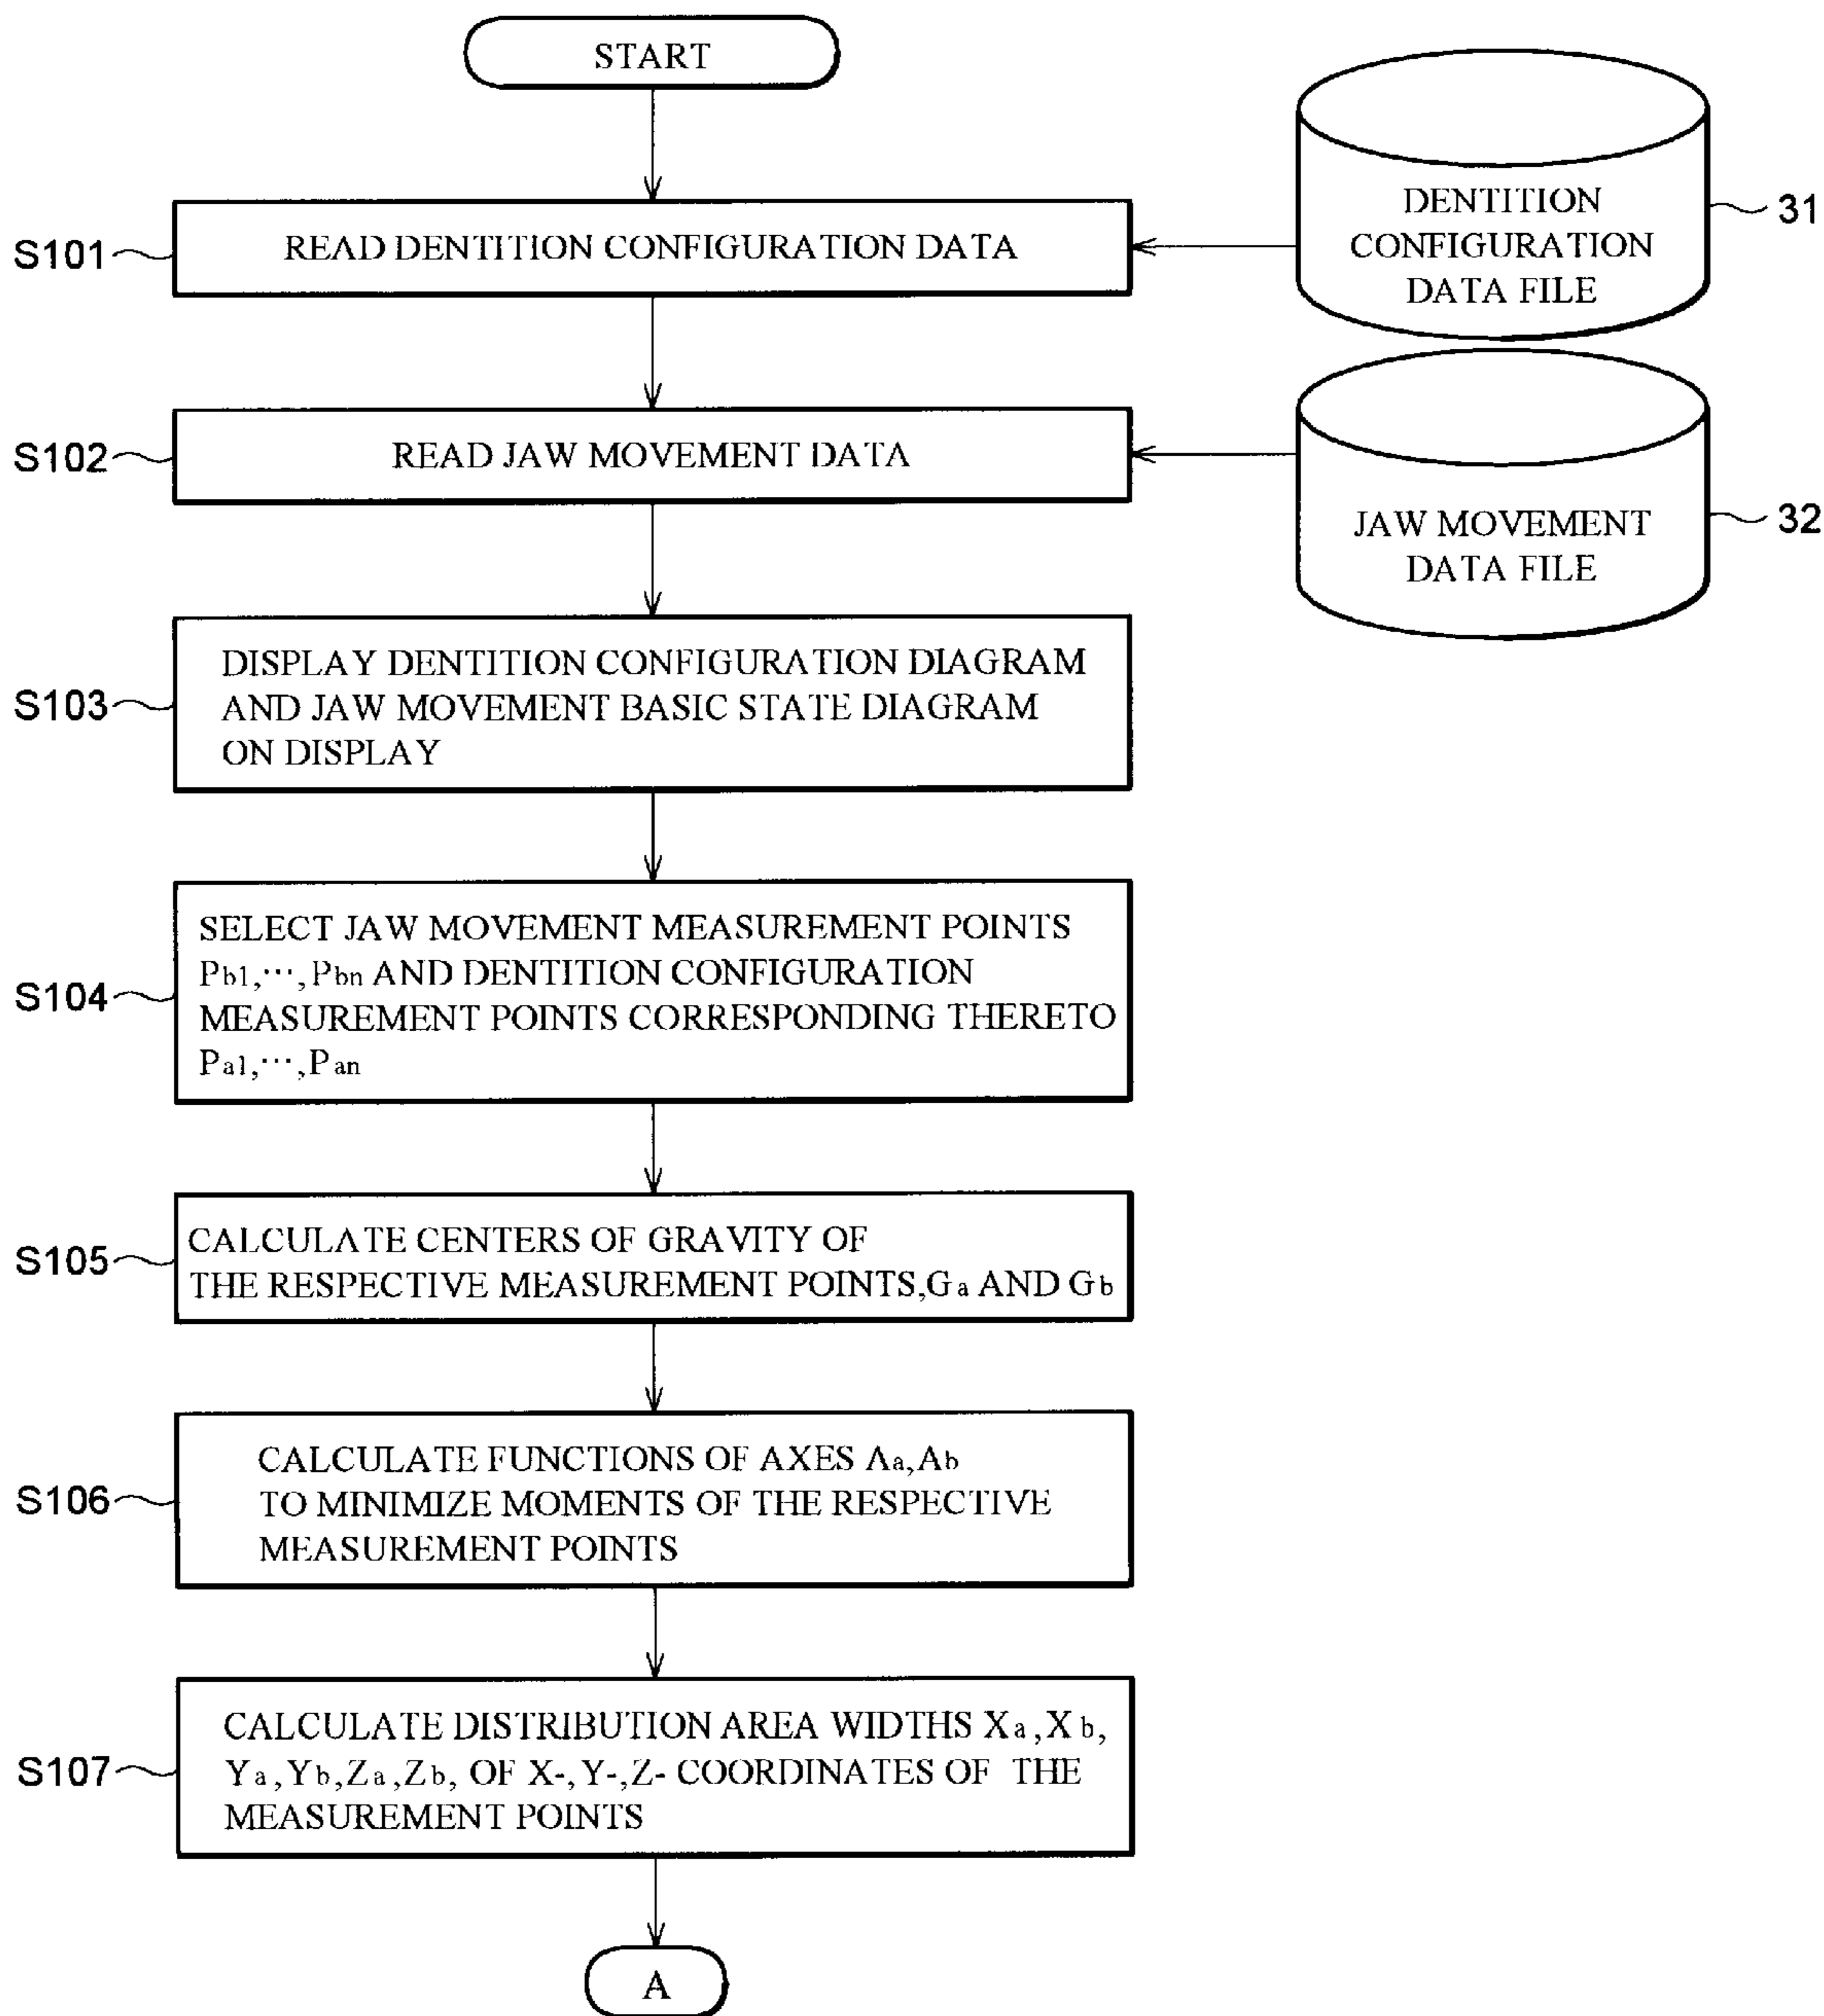 START
S101
READ DENTITION CONFIGURATION DATA
DENTITION
CONFIGURATION
DATA FILE
31
S102
READ JAW MOVEMENT DATA
JAW MOVEMENT
DATA FILE
32
S103
DISPLAY DENTITION CONFIGURATION DIAGRAM
AND JAW MOVEMENT BASIC STATE DIAGRAM
ON DISPLAY
S104
SELECT JAW MOVEMENT MEASUREMENT POINTS
Pb1,⋯,Pbn AND DENTITION CONFIGURATION
MEASUREMENT POINTS CORRESPONDING THERETO
Pa1,⋯,Pan
S105
CALCULATE CENTERS OF GRAVITY OF
THE RESPECTIVE MEASUREMENT POINTS,Ga AND Gb
S106
CALCULATE FUNCTIONS OF AXES Aa,Ab
TO MINIMIZE MOMENTS OF THE RESPECTIVE
MEASUREMENT POINTS
S107
CALCULATE DISTRIBUTION AREA WIDTHS Xa,Xb,
Ya,Yb,Za,Zb, OF X-,Y-,Z- COORDINATES OF THE
MEASUREMENT POINTS
A